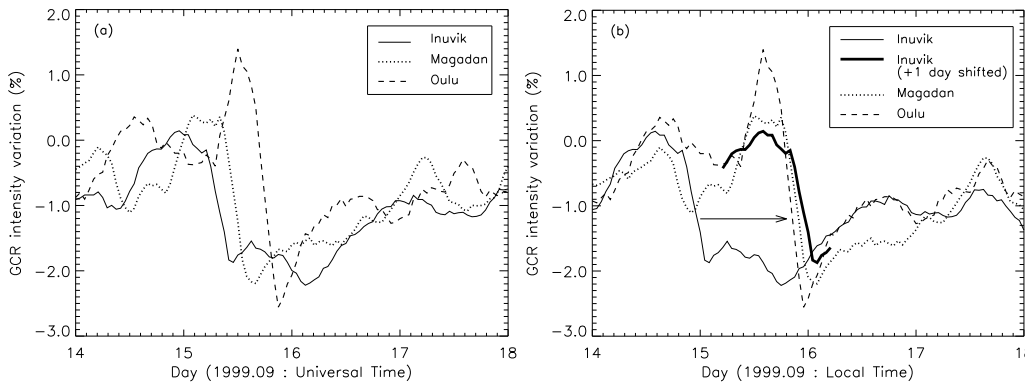 (a)
Inuvik
Magadan
Oulu
2.0
1.0
0.0
−1.0
−2.0
−3.0
GCR intensity variation (%)
14
15
16
17
18
Day (1999.09 : Universal Time)
(b)
Inuvik
Inuvik
(+1 day shifted)
Magadan
Oulu
2.0
1.0
0.0
−1.0
−2.0
−3.0
GCR intensity variation (%)
14
15
16
17
Day (1999.09 : Local Time)